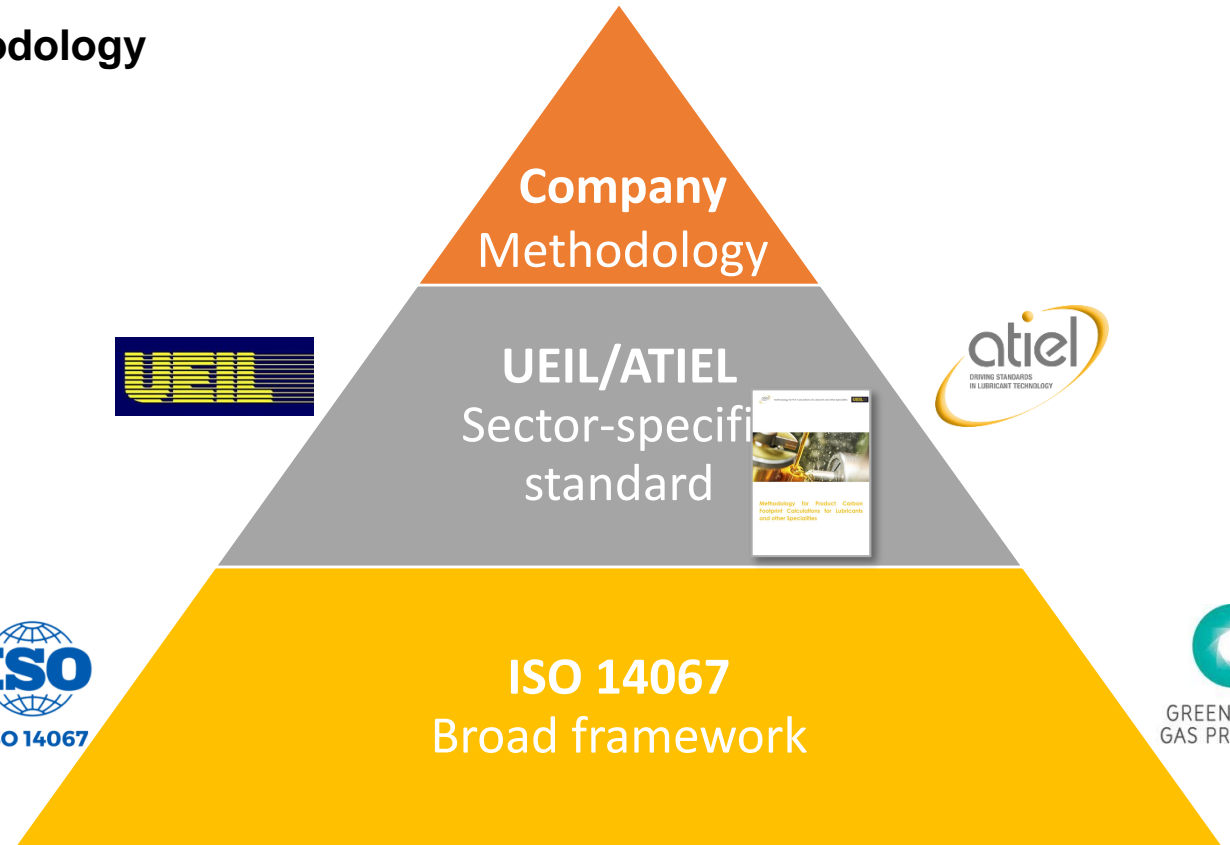 odology
Company
Methodology
UEIL
atiel
DRIVING STANDARDS
IN LUBRICANT TECHNOLOGY
UEIL/ATIEL
Sector-specifi
standard
Methodology for Product Carbon
Footprint Calculations for Lubricants
and other Specialities
ISO
SO 14067
ISO 14067
Broad framework
GREEN
GAS PR